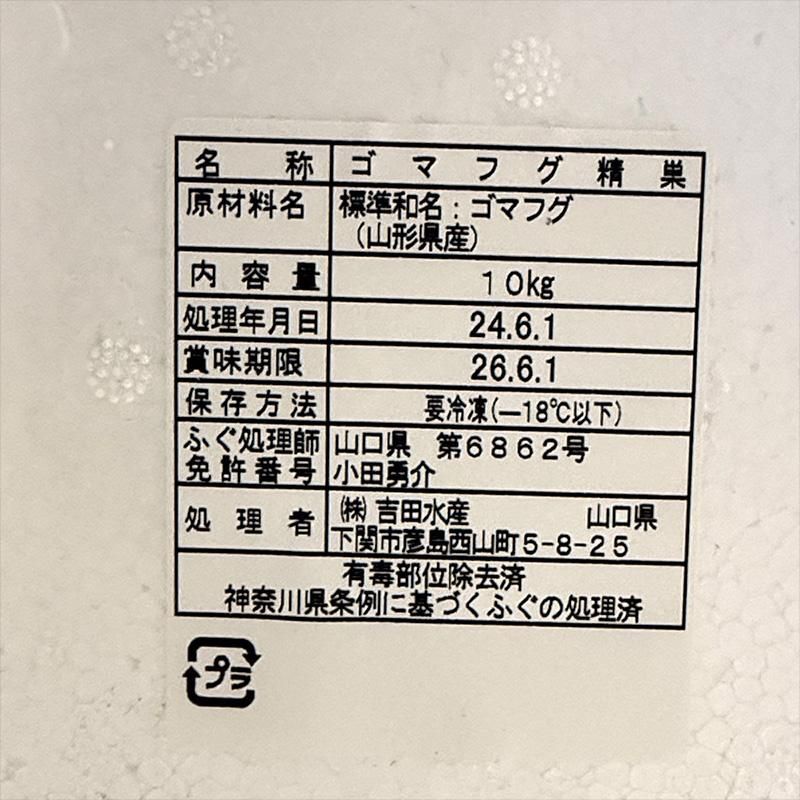 名称 ゴマフグ精巣
原材料名 標準和名：ゴマフグ
（山形県産）
内容量 １０kg
処理年月日 24.6.1
賞味期限 26.6.1
保存方法 要冷凍(－18℃以下)
ふぐ処理師 山口県 第６８６２号
免許番号 小田勇介
処理者 ㈱吉田水産 山口県
下関市彦島西山町５-８-２５
有毒部位除去済
神奈川県条例に基づくふぐの処理済
プラ